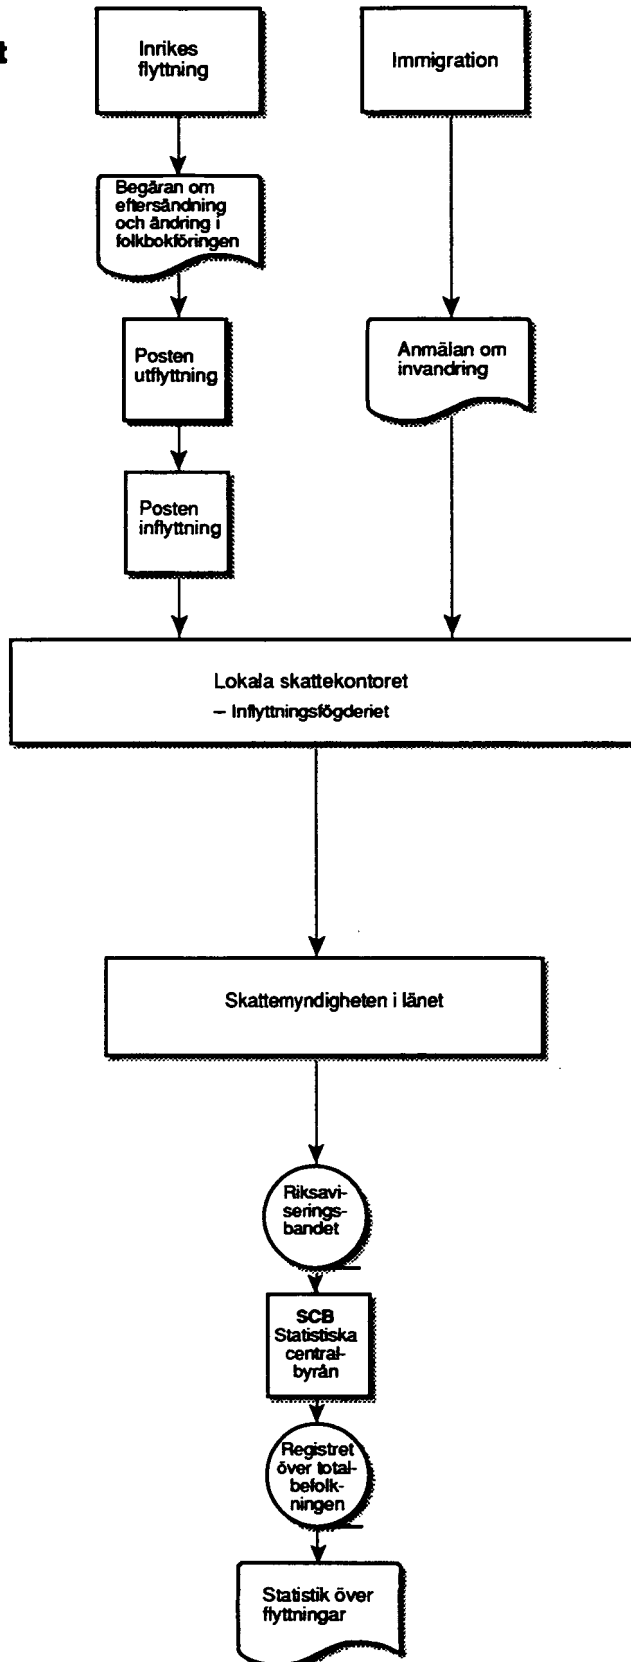 Inrikes
flyttning
Immigration
Begäran om
eftersändning
och ändring i
folkbokföringen
Posten
utflyttning
Anmälan om
invandring
Posten
inflyttning
Lokala skattekontoret
– Inflyttningsfögderiet
Skattemyndigheten i länet
Riksavi-
serings-
bandet
SCB
Statistiska
central-
byrån
Registret
över total-
befolk-
ningen
Statistik över
flyttningar